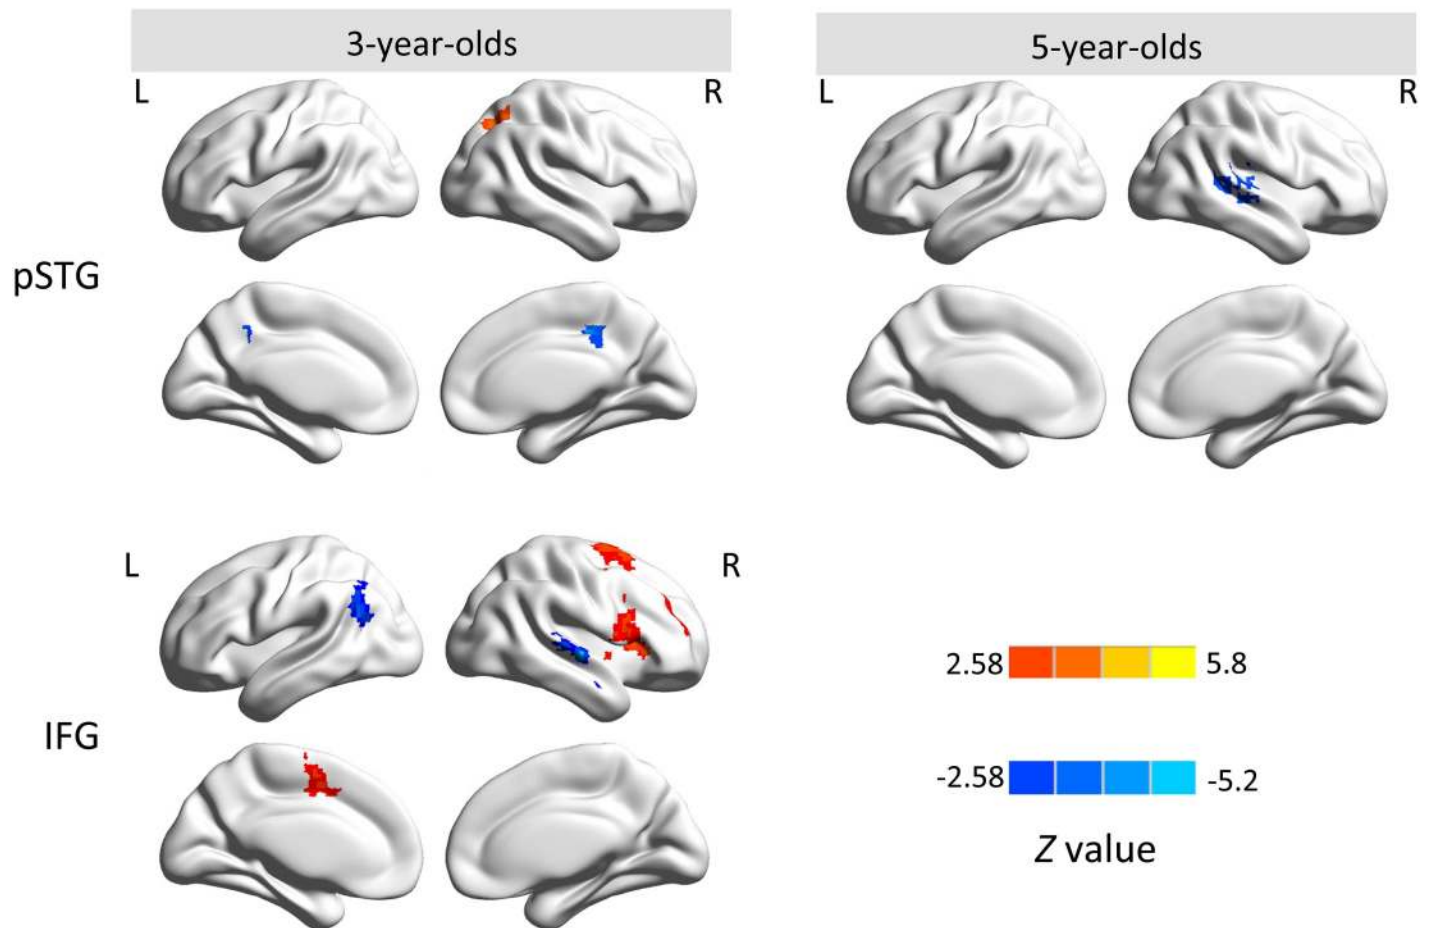 3-year-olds
5-year-olds
L
R
L
R
pSTG
L
R
IFG
2.58
5.8
-2.58
-5.2
Z value